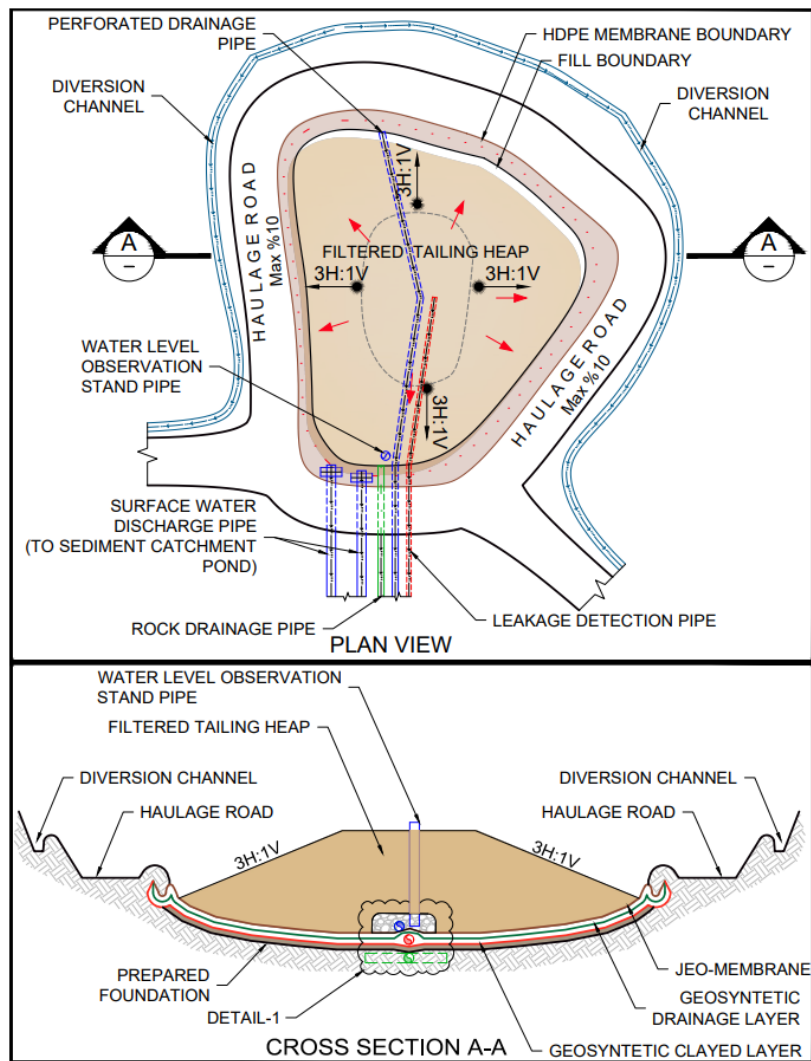 PERFORATED DRAINAGE
PIPE
HDPE MEMBRANE BOUNDARY
FILL BOUNDARY
DIVERSION
CHANNEL
DIVERSION
CHANNEL
HAULAGE ROAD
Max %10
3H:1V
A
–
A
–
FILTERED TAILING HEAP
3H:1V
3H:1V
WATER LEVEL
OBSERVATION
STAND PIPE
3H:1V
HAULAGE ROAD
Max %10
SURFACE WATER
DISCHARGE PIPE
(TO SEDIMENT CATCHMENT
POND)
ROCK DRAINAGE PIPE
LEAKAGE DETECTION PIPE
PLAN VIEW
WATER LEVEL OBSERVATION
STAND PIPE
FILTERED TAILING HEAP
DIVERSION CHANNEL
DIVERSION CHANNEL
HAULAGE ROAD
HAULAGE ROAD
3H:1V
3H:1V
PREPARED
FOUNDATION
JEO-MEMBRANE
GEOSYNTETIC
DRAINAGE LAYER
DETAIL-1
GEOSYNTETIC CLAYED LAYER
CROSS SECTION A-A